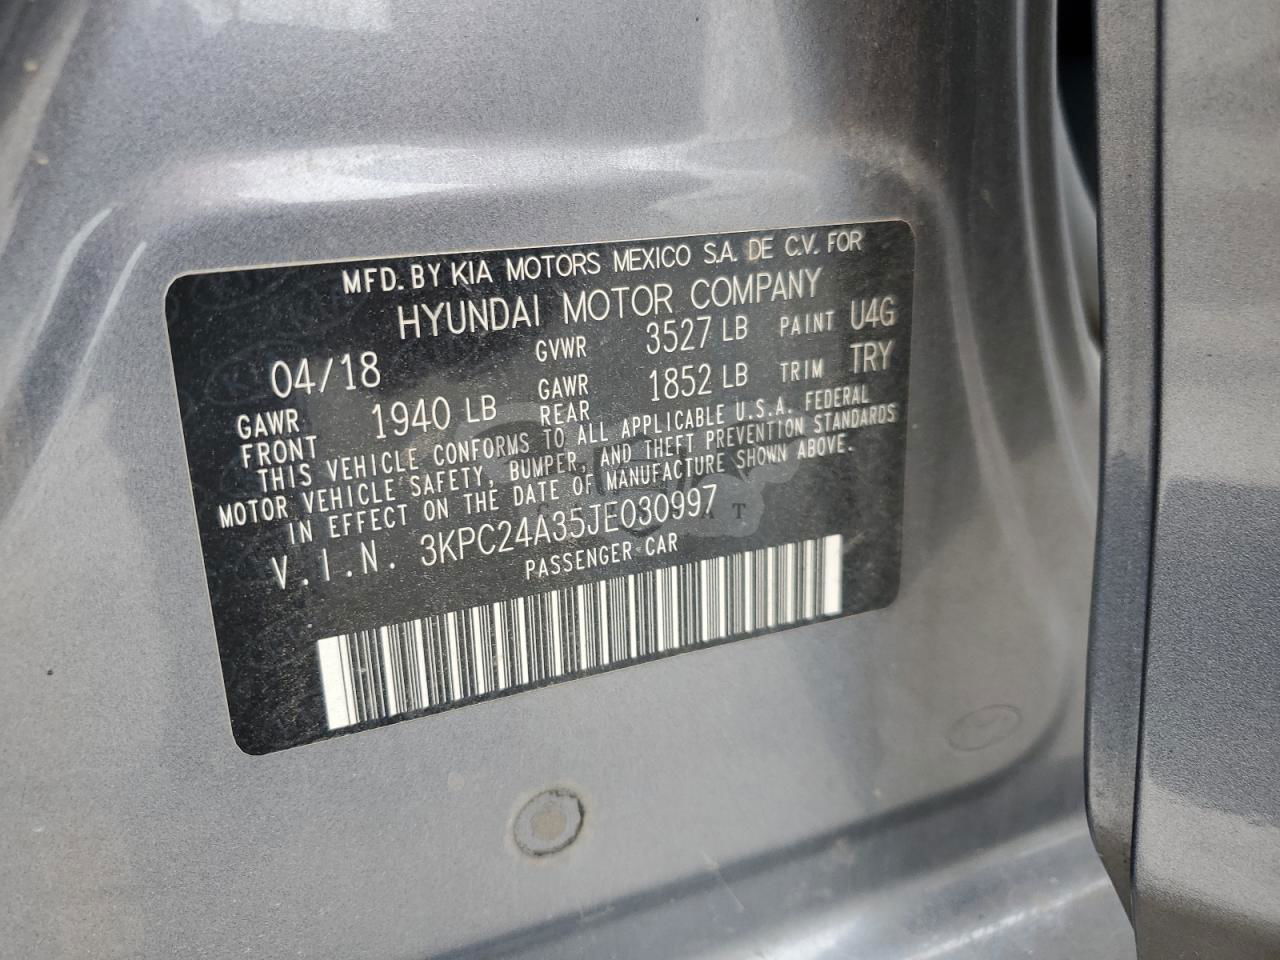 MFD. BY KIA MOTORS MEXICO S.A. DE C.V. FOR
HYUNDAI MOTOR COMPANY
04/18 GVWR 3527 LB PAINT U4G
GAWR FRONT 1940 LB GAWR REAR 1852 LB TRIM TRY
THIS VEHICLE CONFORMS TO ALL APPLICABLE U.S.A. FEDERAL
MOTOR VEHICLE SAFETY, BUMPER, AND THEFT PREVENTION STANDARDS
IN EFFECT ON THE DATE OF MANUFACTURE SHOWN ABOVE.
V.I.N. 3KPC24A35JE030997
PASSENGER CAR